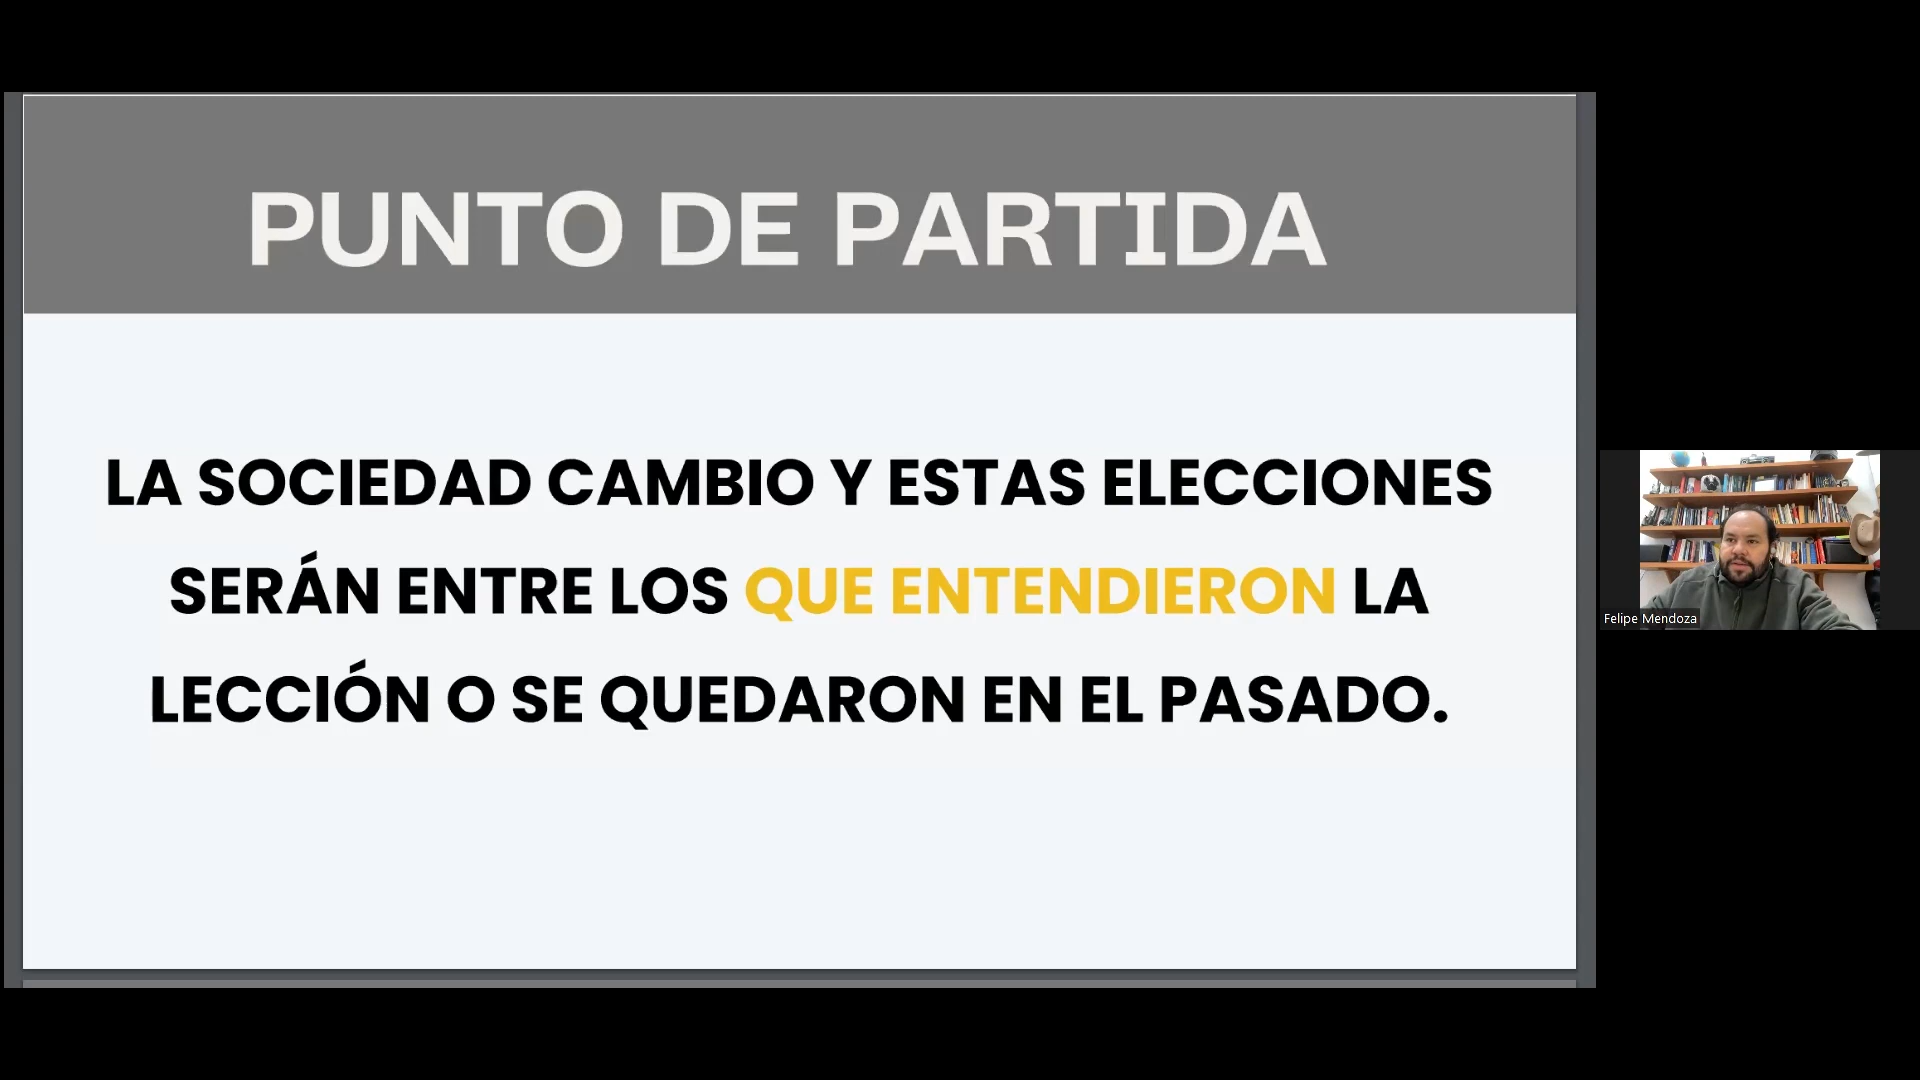 PUNTO DE PARTIDA
LA SOCIEDAD CAMBIO Y ESTAS ELECCIONES
SERÁN ENTRE LOS QUE ENTENDIERON LA
LECCIÓN O SE QUEDARON EN EL PASADO.
Felipe Mendoza